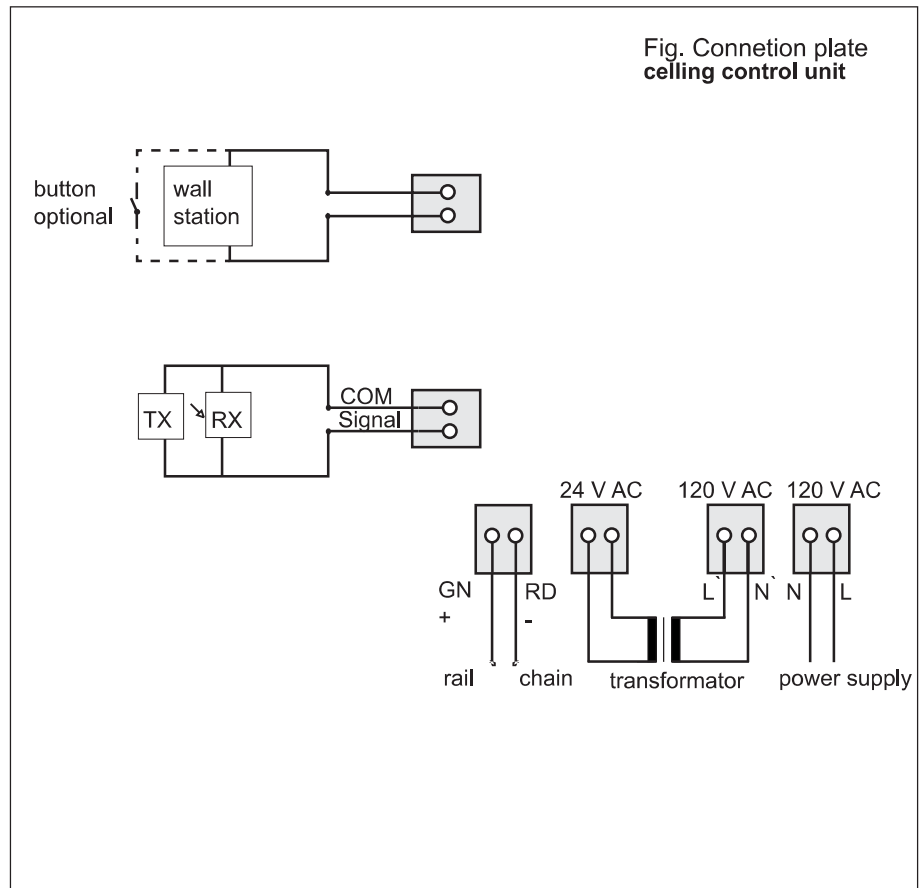 Fig. Connetion plate
celling control unit
button
optional
wall
station
TX
RX
COM
Signal
24 V AC
120 V AC
120 V AC
GN
+
RD
-
L`
N`
N
L
rail
chain
transformator
power supply